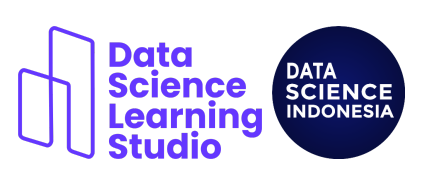 Data
Science
Learning
Studio
DATA
SCIENCE
INDONESIA